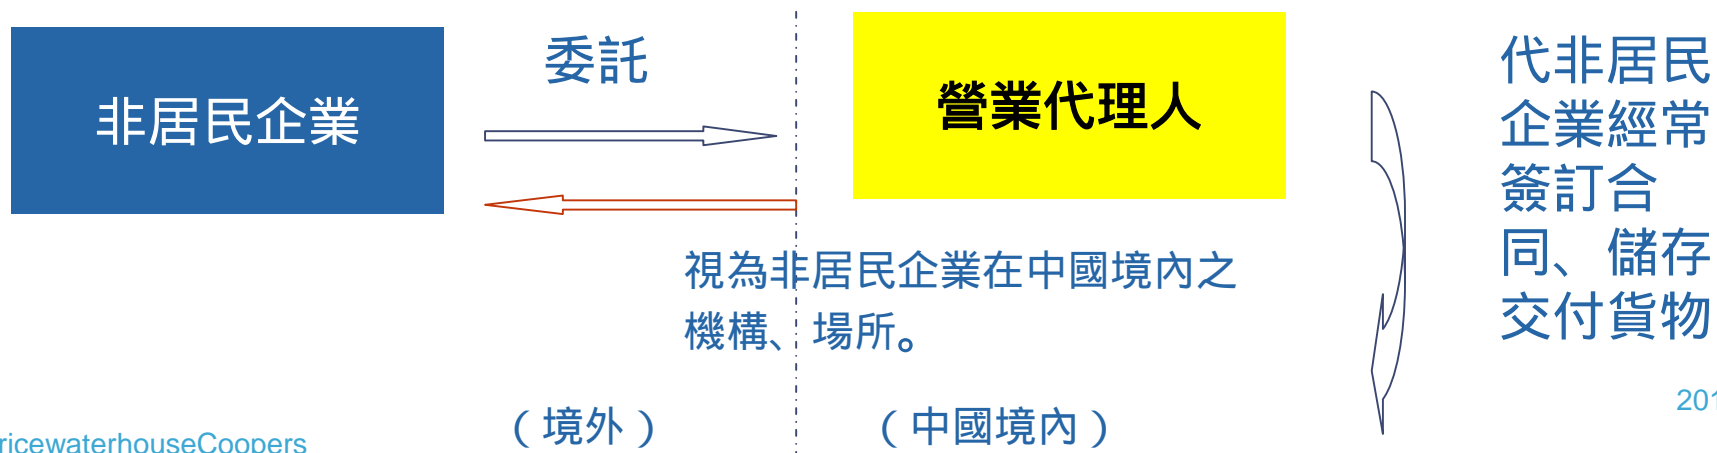 非居民企業
委託
營業代理人
代非居民
企業經常
簽訂合
同、儲存
交付貨物
視為非居民企業在中國境內之
機構、場所。
（境外）
（中國境內）
ricewaterhouseCoopers
201